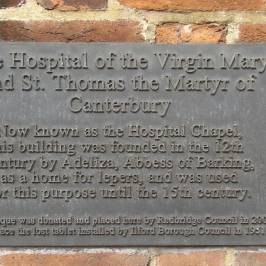 e Hospital of the Virgin Mary
nd St. Thomas the Martyr of
Canterbury
Now known as the Hospital Chapel,
his building was founded in the 12th
entury by Adeliza, Abbess of Barking,
as a home for lepers, and was used
or this purpose until the 15th century.
que was donated and placed here by Redbridge Council in 200
ace the lost tablet installed by Ilford Borough Council in 1951